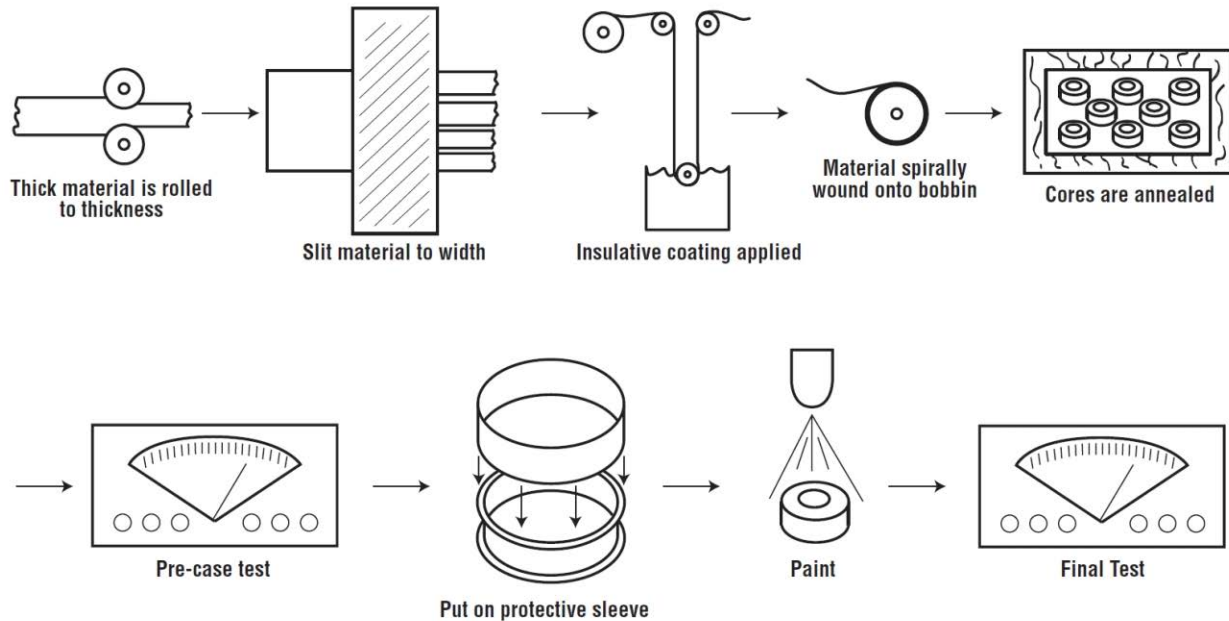 Thick material is rolled
to thickness
Slit material to width
Insulative coating applied
Material spirally
wound onto bobbin
Cores are annealed
Pre-case test
Put on protective sleeve
Paint
Final Test